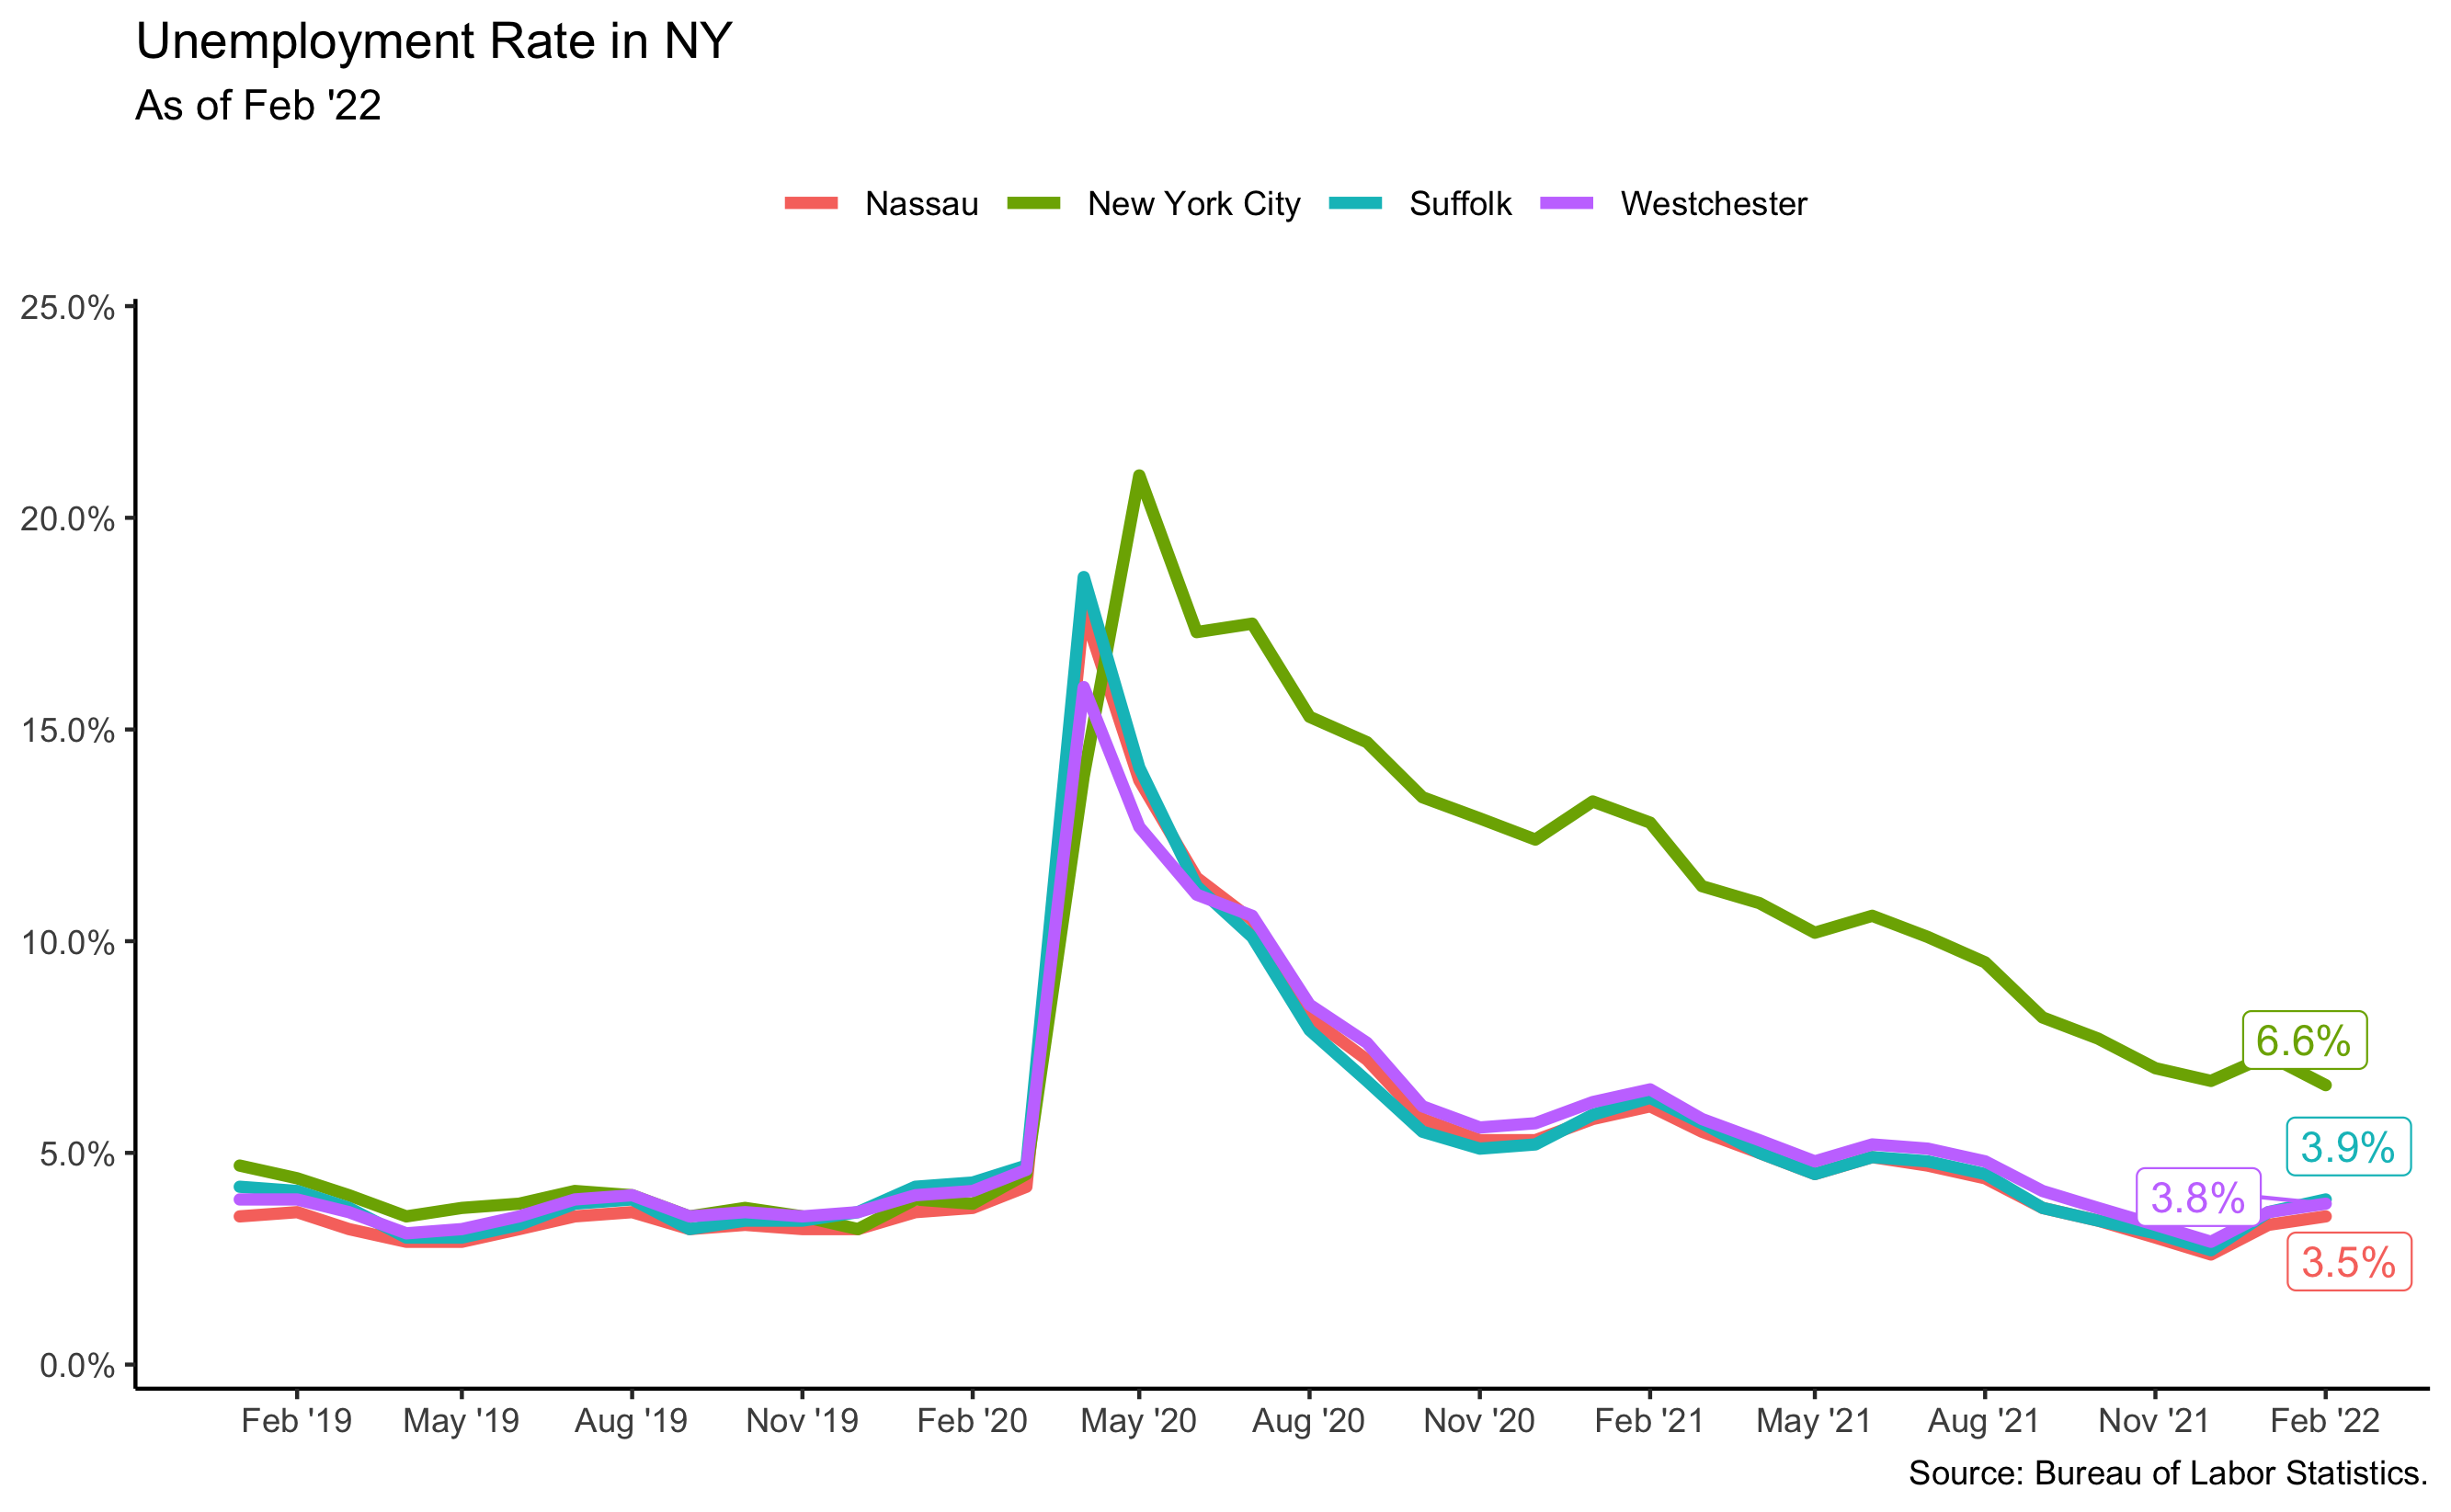 Unemployment Rate in NY
As of Feb '22
Nassau New York City Suffolk Westchester
25.0%
20.0%
15.0%
10.0%
5.0%
0.0%
6.6%
3.9%
3.8%
3.5%
Feb '19 May '19 Aug '19 Nov '19 Feb '20 May '20 Aug '20 Nov '20 Feb '21 May '21 Aug '21 Nov '21 Feb '22
Source: Bureau of Labor Statistics.